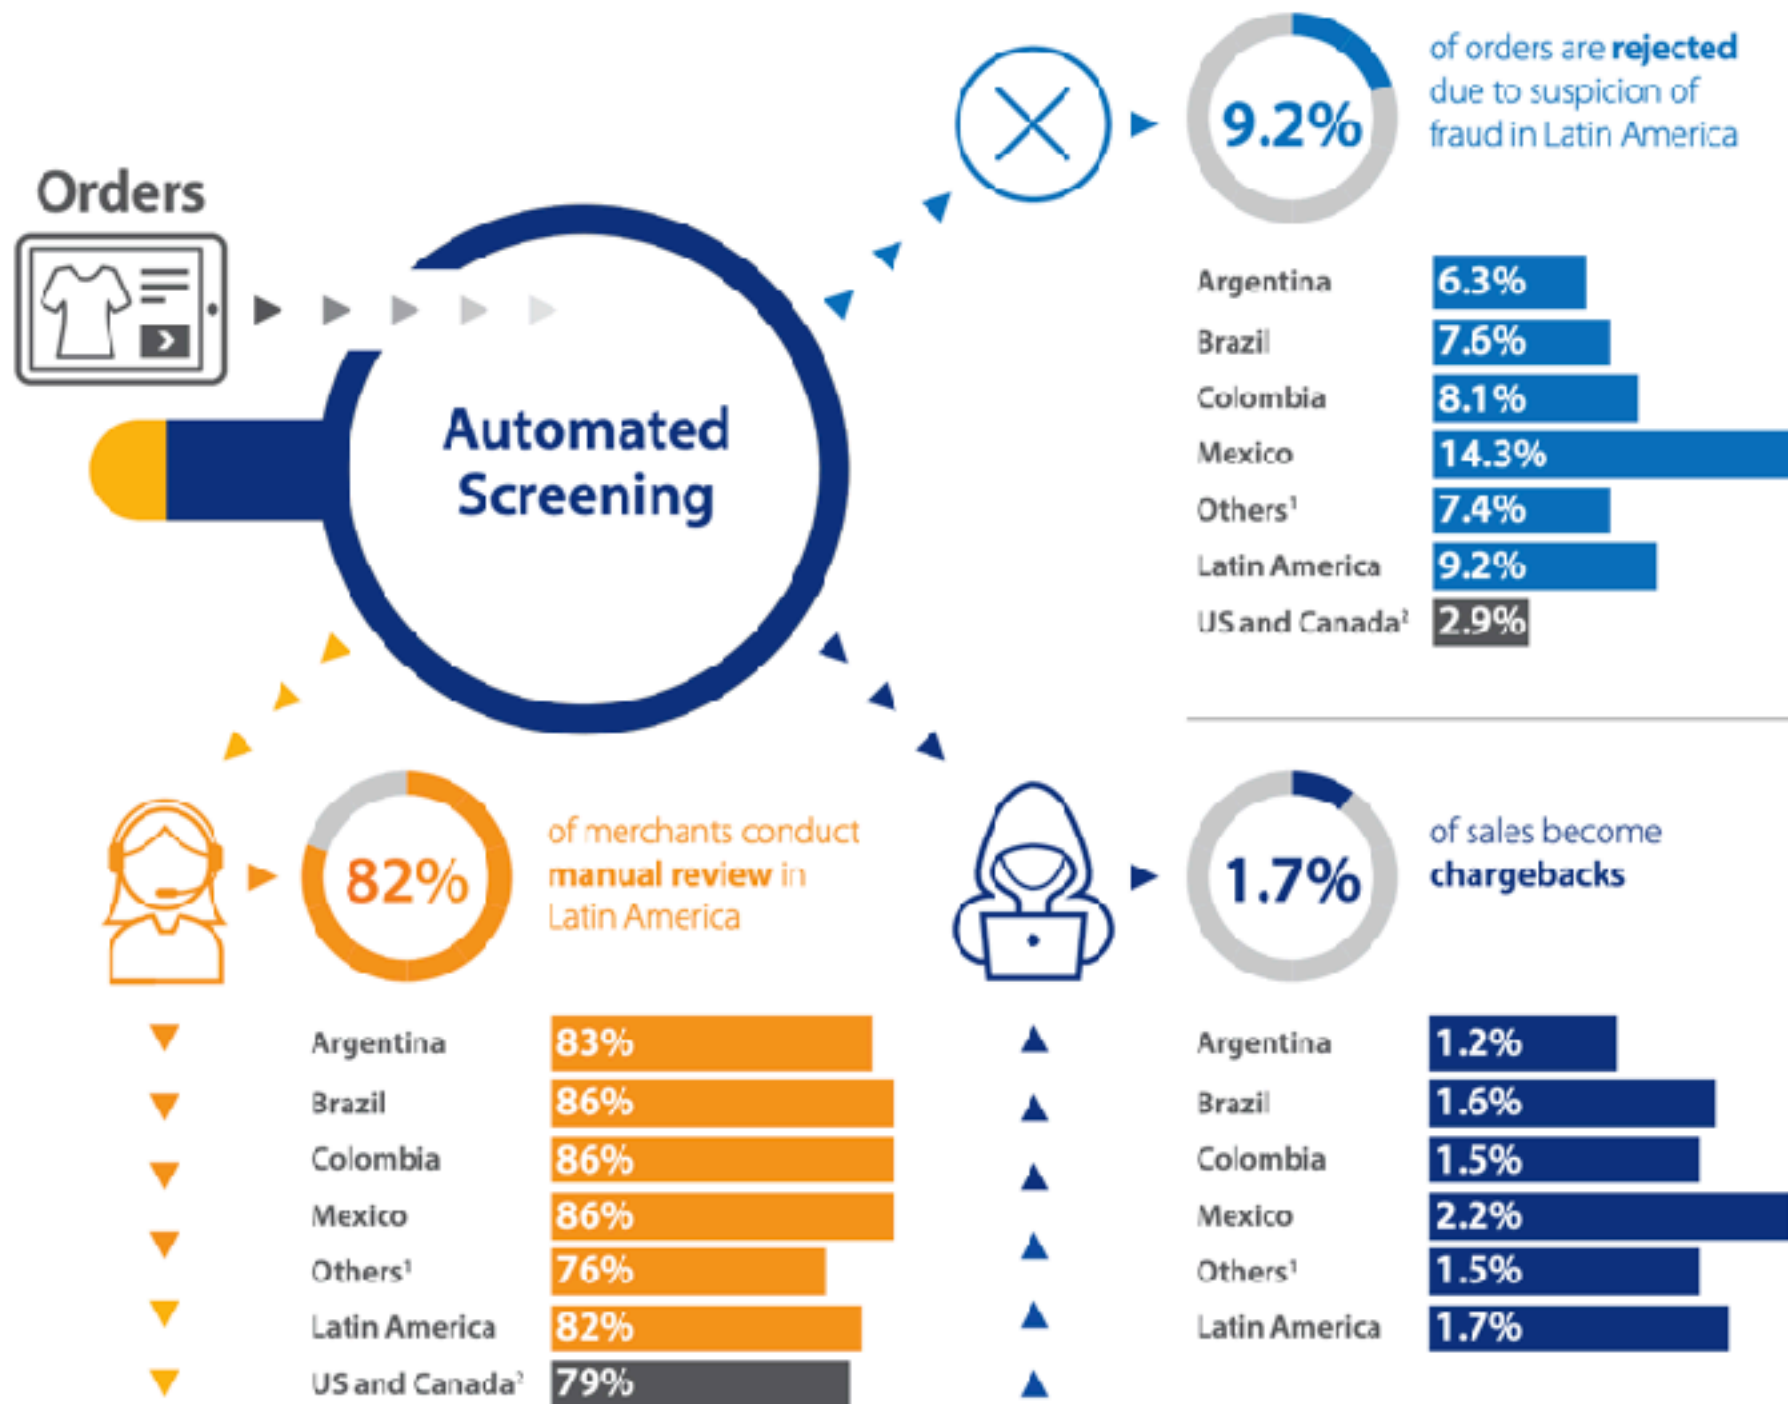 Orders
Automated
Screening
9.2%
of orders are rejected
due to suspicion of
fraud in Latin America
Argentina 6.3%
Brazil 7.6%
Colombia 8.1%
Mexico 14.3%
Others¹ 7.4%
Latin America 9.2%
US and Canada² 2.9%
82%
of merchants conduct
manual review in
Latin America
Argentina 83%
Brazil 86%
Colombia 86%
Mexico 86%
Others¹ 76%
Latin America 82%
US and Canada² 79%
1.7%
of sales become
chargebacks
Argentina 1.2%
Brazil 1.6%
Colombia 1.5%
Mexico 2.2%
Others¹ 1.5%
Latin America 1.7%